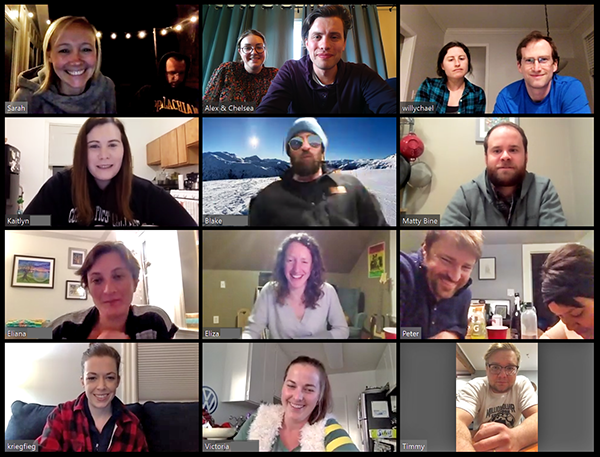 Sarah
Alex & Chelsea
willychael
Kaitlyn
Blake
Matty Bine
Eliana
Eliza
Peter
kriegfieg
Victoria
Timmy